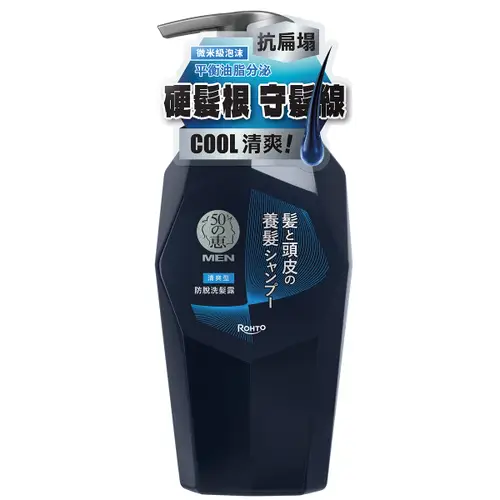 抗扁塌
微米級泡沫
平衡油脂分泌
硬髮根 守髮線
COOL 清爽!
50の恵
MEN
清爽型
防脫洗髮露
髮と頭皮の
養髮シャンプー
ROHTO